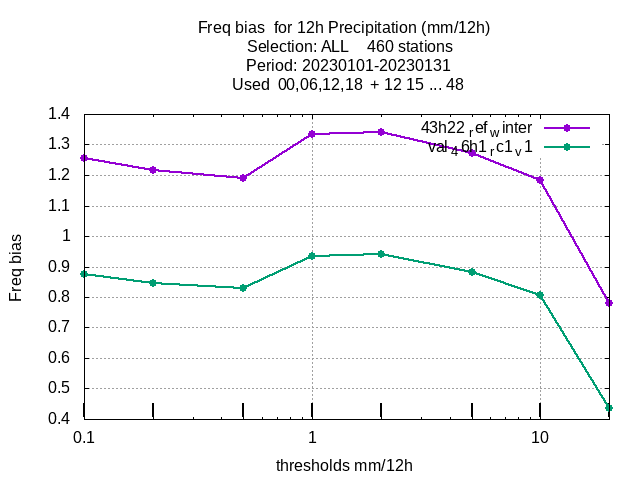 Freq bias  for 12h Precipitation (mm/12h)
Selection: ALL    460 stations
Period: 20230101-20230131
Used  00,06,12,18  + 12 15 ... 48
43h22_ref_winter
val_46h1_rc1_v1
1.4
1.3
1.2
1.1
1
0.9
0.8
0.7
0.6
0.5
0.4
Freq bias
0.1 1 10
thresholds mm/12h